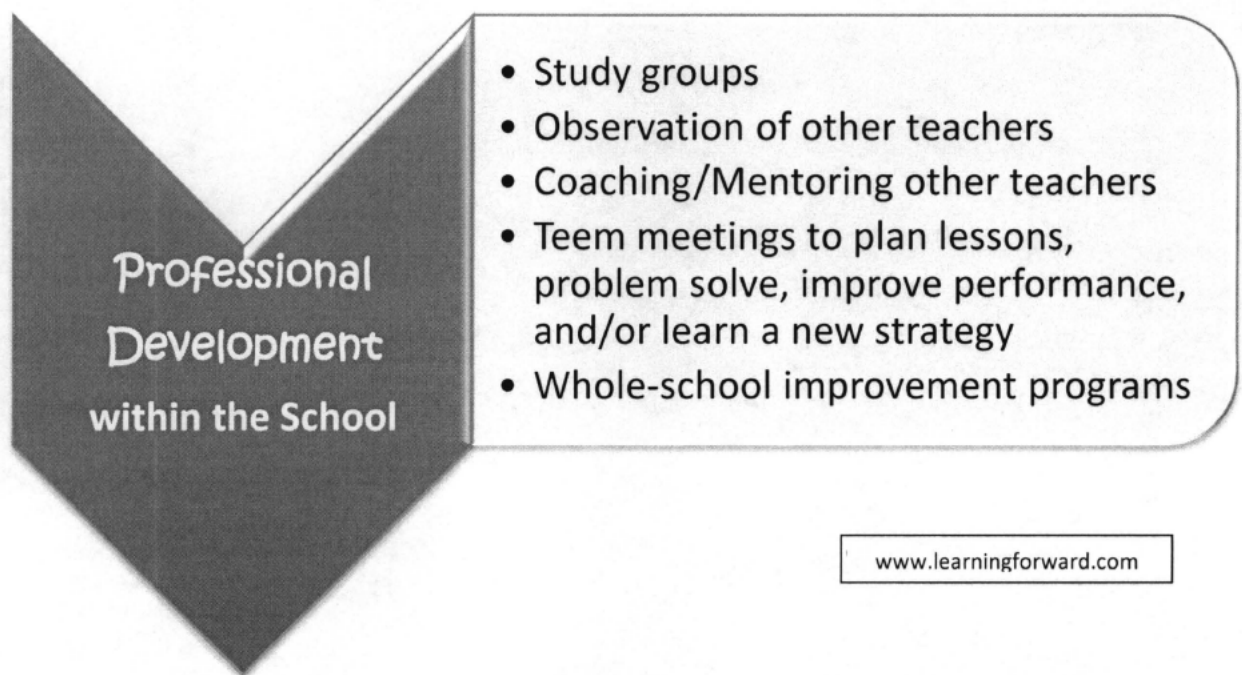 Professional
Development
within the School
• Study groups
• Observation of other teachers
• Coaching/Mentoring other teachers
• Teem meetings to plan lessons,
problem solve, improve performance,
and/or learn a new strategy
• Whole-school improvement programs
www.learningforward.com